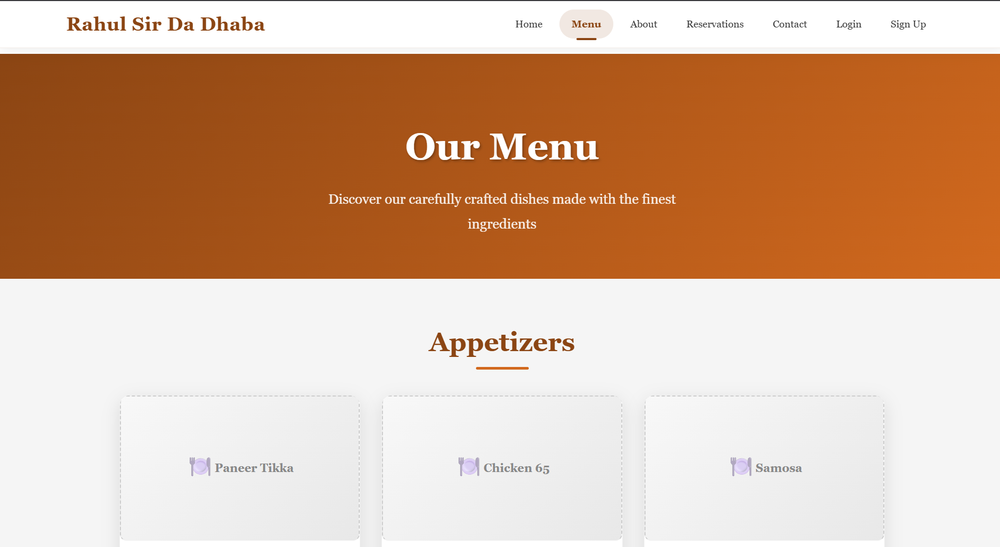 Rahul Sir Da Dhaba
Home Menu About Reservations Contact Login Sign Up
Our Menu
Discover our carefully crafted dishes made with the finest
ingredients
Appetizers
Paneer Tikka
Chicken 65
Samosa